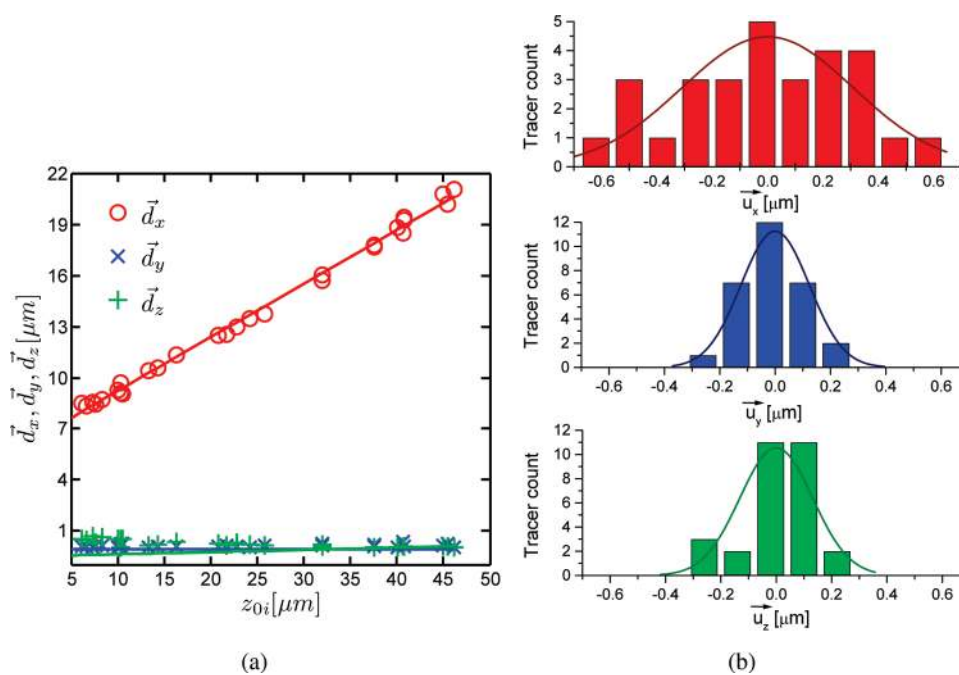 22
19
16
13
10
7
4
1
5 10 15 20 25 30 35 40 45 50
d⃗x, d⃗y, d⃗z [μm]
z0i[μm]
d⃗x
d⃗y
d⃗z
(a)
5
4
3
2
1
0
Tracer count
-0.6 -0.4 -0.2 0.0 0.2 0.4 0.6
ux [μm]
12
10
8
6
4
2
0
Tracer count
-0.6 -0.4 -0.2 0.0 0.2 0.4 0.6
uy [μm]
12
10
8
6
4
2
0
Tracer count
-0.6 -0.4 -0.2 0.0 0.2 0.4 0.6
uz [μm]
(b)